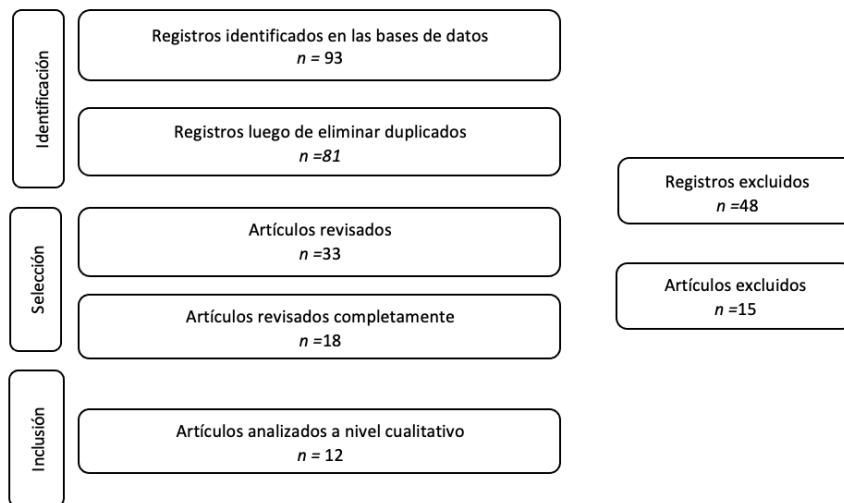 Identificación
Registros identificados en las bases de datos
n = 93
Registros luego de eliminar duplicados
n =81
Registros excluidos
n =48
Selección
Artículos revisados
n =33
Artículos excluidos
n =15
Artículos revisados completamente
n =18
Inclusión
Artículos analizados a nivel cualitativo
n = 12